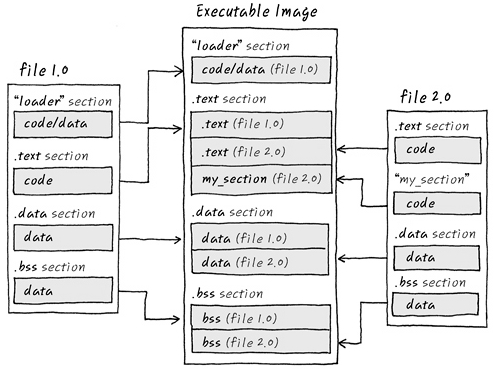 Executable Image
"loader" section
code/data (file 1.0)
.text section
.text (file 1.0)
.text (file 2.0)
my_section (file 2.0)
.data section
data (file 1.0)
data (file 2.0)
.bss section
bss (file 1.0)
bss (file 2.0)
file 1.0
"loader" section
code/data
.text section
code
.data section
data
.bss section
data
file 2.0
.text section
code
"my_section"
code
.data section
data
.bss section
data